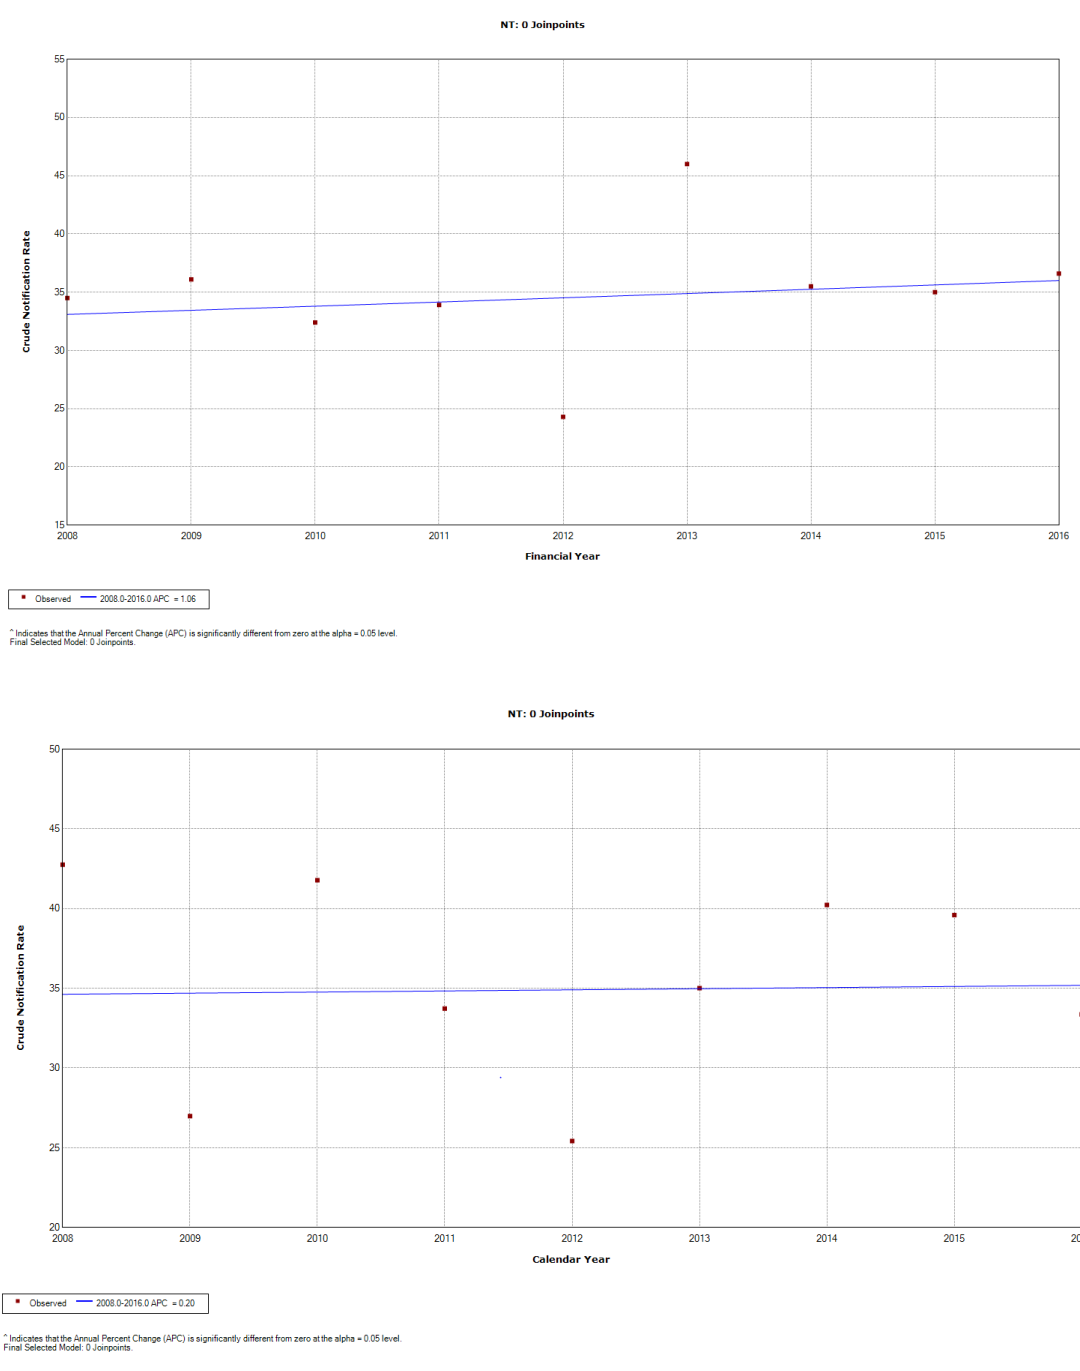 NT: 0 Joinpoints
55
50
45
40
35
30
25
20
15
Crude Notification Rate
2008 2009 2010 2011 2012 2013 2014 2015 2016
Financial Year
Observed 2008.0-2016.0 APC = 1.06
^ Indicates that the Annual Percent Change (APC) is significantly different from zero at the alpha = 0.05 level.
Final Selected Model: 0 Joinpoints.
NT: 0 Joinpoints
50
45
40
35
30
25
20
Crude Notification Rate
2008 2009 2010 2011 2012 2013 2014 2015
Calendar Year
Observed 2008.0-2016.0 APC = 0.20
^ Indicates that the Annual Percent Change (APC) is significantly different from zero at the alpha = 0.05 level.
Final Selected Model: 0 Joinpoints.